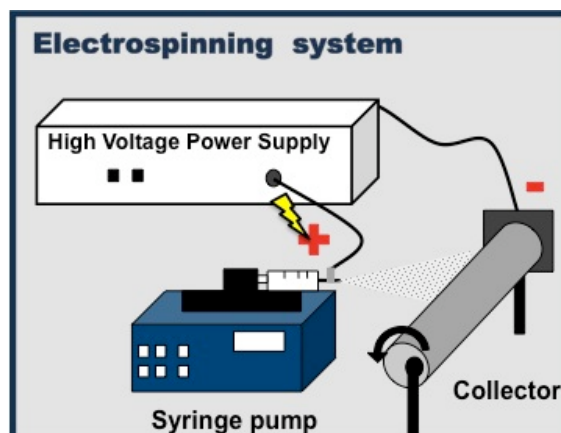 Electrospinning system
High Voltage Power Supply
+
-
Collector
Syringe pump